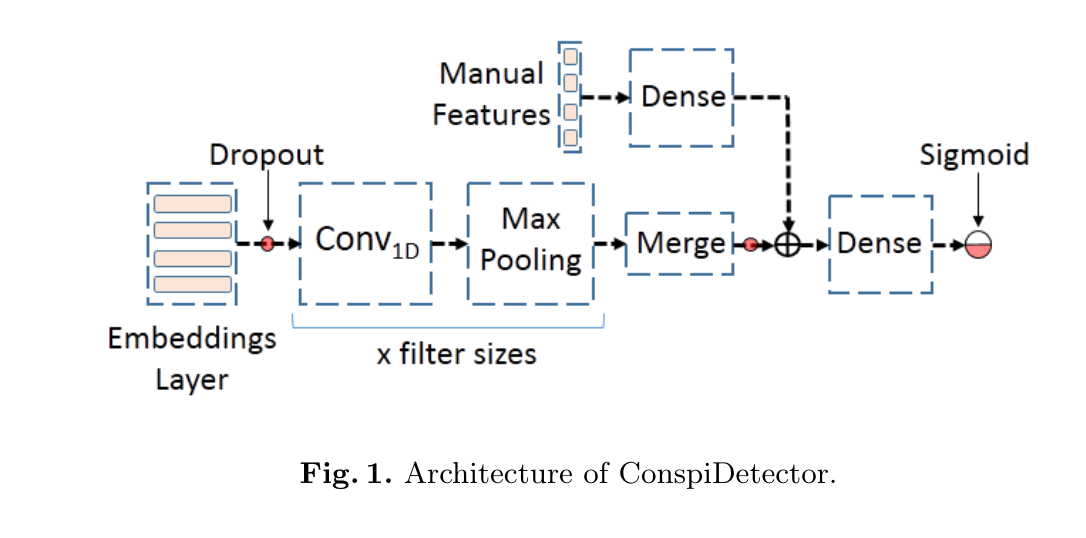 Manual
Features
Dense
Dropout
Sigmoid
Conv1D
Max
Pooling
Merge
Dense
Embeddings
Layer
x filter sizes
Fig. 1. Architecture of ConspiDetector.